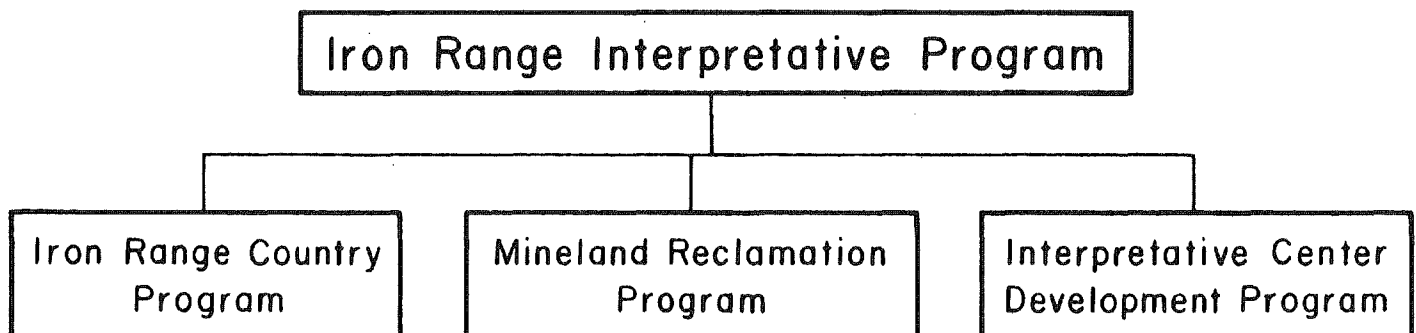 Iron Range Interpretative Program
Iron Range Country
Program
Mineland Reclamation
Program
Interpretative Center
Development Program